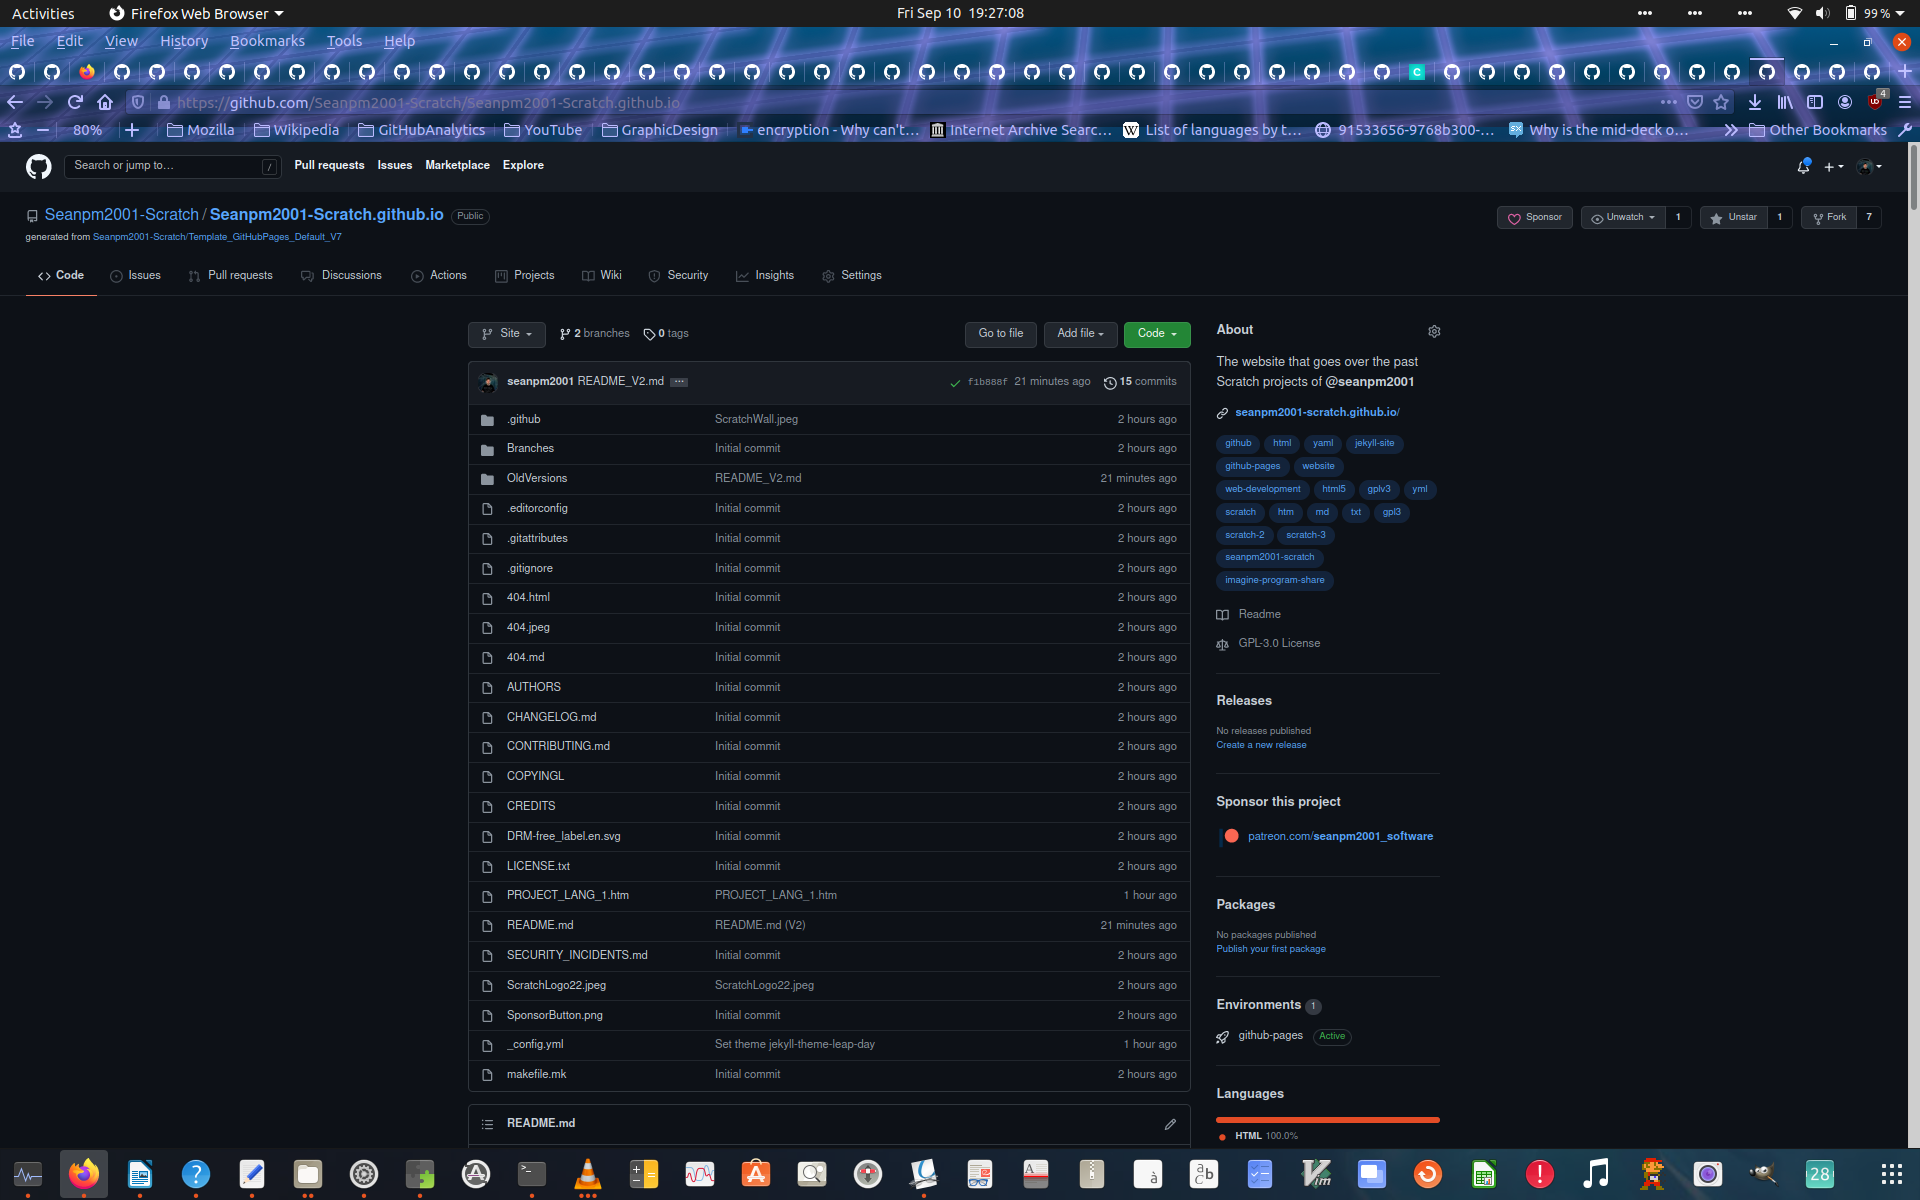 Activities Firefox Web Browser Fri Sep 10 19:27:08 99 %
File Edit View History Bookmarks Tools Help
https://github.com/Seanpm2001-Scratch/Seanpm2001-Scratch.github.io 4
80% Mozilla Wikipedia GitHubAnalytics YouTube GraphicDesign encryption - Why can't… Internet Archive Searc… List of languages by t… 91533656-9768b300-… Why is the mid-deck o… Other Bookmarks
Search or jump to… / Pull requests Issues Marketplace Explore
Seanpm2001-Scratch / Seanpm2001-Scratch.github.io Public Sponsor Unwatch 1 Unstar 1 Fork 7
generated from Seanpm2001-Scratch/Template_GitHubPages_Default_V7
Code Issues Pull requests Discussions Actions Projects Wiki Security Insights Settings
Site 2 branches 0 tags Go to file Add file Code
seanpm2001 README_V2.md ... f1b888f 21 minutes ago 15 commits
.github ScratchWall.jpeg 2 hours ago
Branches Initial commit 2 hours ago
OldVersions README_V2.md 21 minutes ago
.editorconfig Initial commit 2 hours ago
.gitattributes Initial commit 2 hours ago
.gitignore Initial commit 2 hours ago
404.html Initial commit 2 hours ago
404.jpeg Initial commit 2 hours ago
404.md Initial commit 2 hours ago
AUTHORS Initial commit 2 hours ago
CHANGELOG.md Initial commit 2 hours ago
CONTRIBUTING.md Initial commit 2 hours ago
COPYINGL Initial commit 2 hours ago
CREDITS Initial commit 2 hours ago
DRM-free_label.en.svg Initial commit 2 hours ago
LICENSE.txt Initial commit 2 hours ago
PROJECT_LANG_1.htm PROJECT_LANG_1.htm 1 hour ago
README.md README.md (V2) 21 minutes ago
SECURITY_INCIDENTS.md Initial commit 2 hours ago
ScratchLogo22.jpeg ScratchLogo22.jpeg 2 hours ago
SponsorButton.png Initial commit 2 hours ago
_config.yml Set theme jekyll-theme-leap-day 1 hour ago
makefile.mk Initial commit 2 hours ago
README.md
About
The website that goes over the past
Scratch projects of @seanpm2001
seanpm2001-scratch.github.io/
github html yaml jekyll-site
github-pages website
web-development html5 gplv3 yml
scratch htm md txt gpl3
scratch-2 scratch-3
seanpm2001-scratch
imagine-program-share
Readme
GPL-3.0 License
Releases
No releases published
Create a new release
Sponsor this project
patreon.com/seanpm2001_software
Packages
No packages published
Publish your first package
Environments 1
github-pages Active
Languages
HTML 100.0%
28